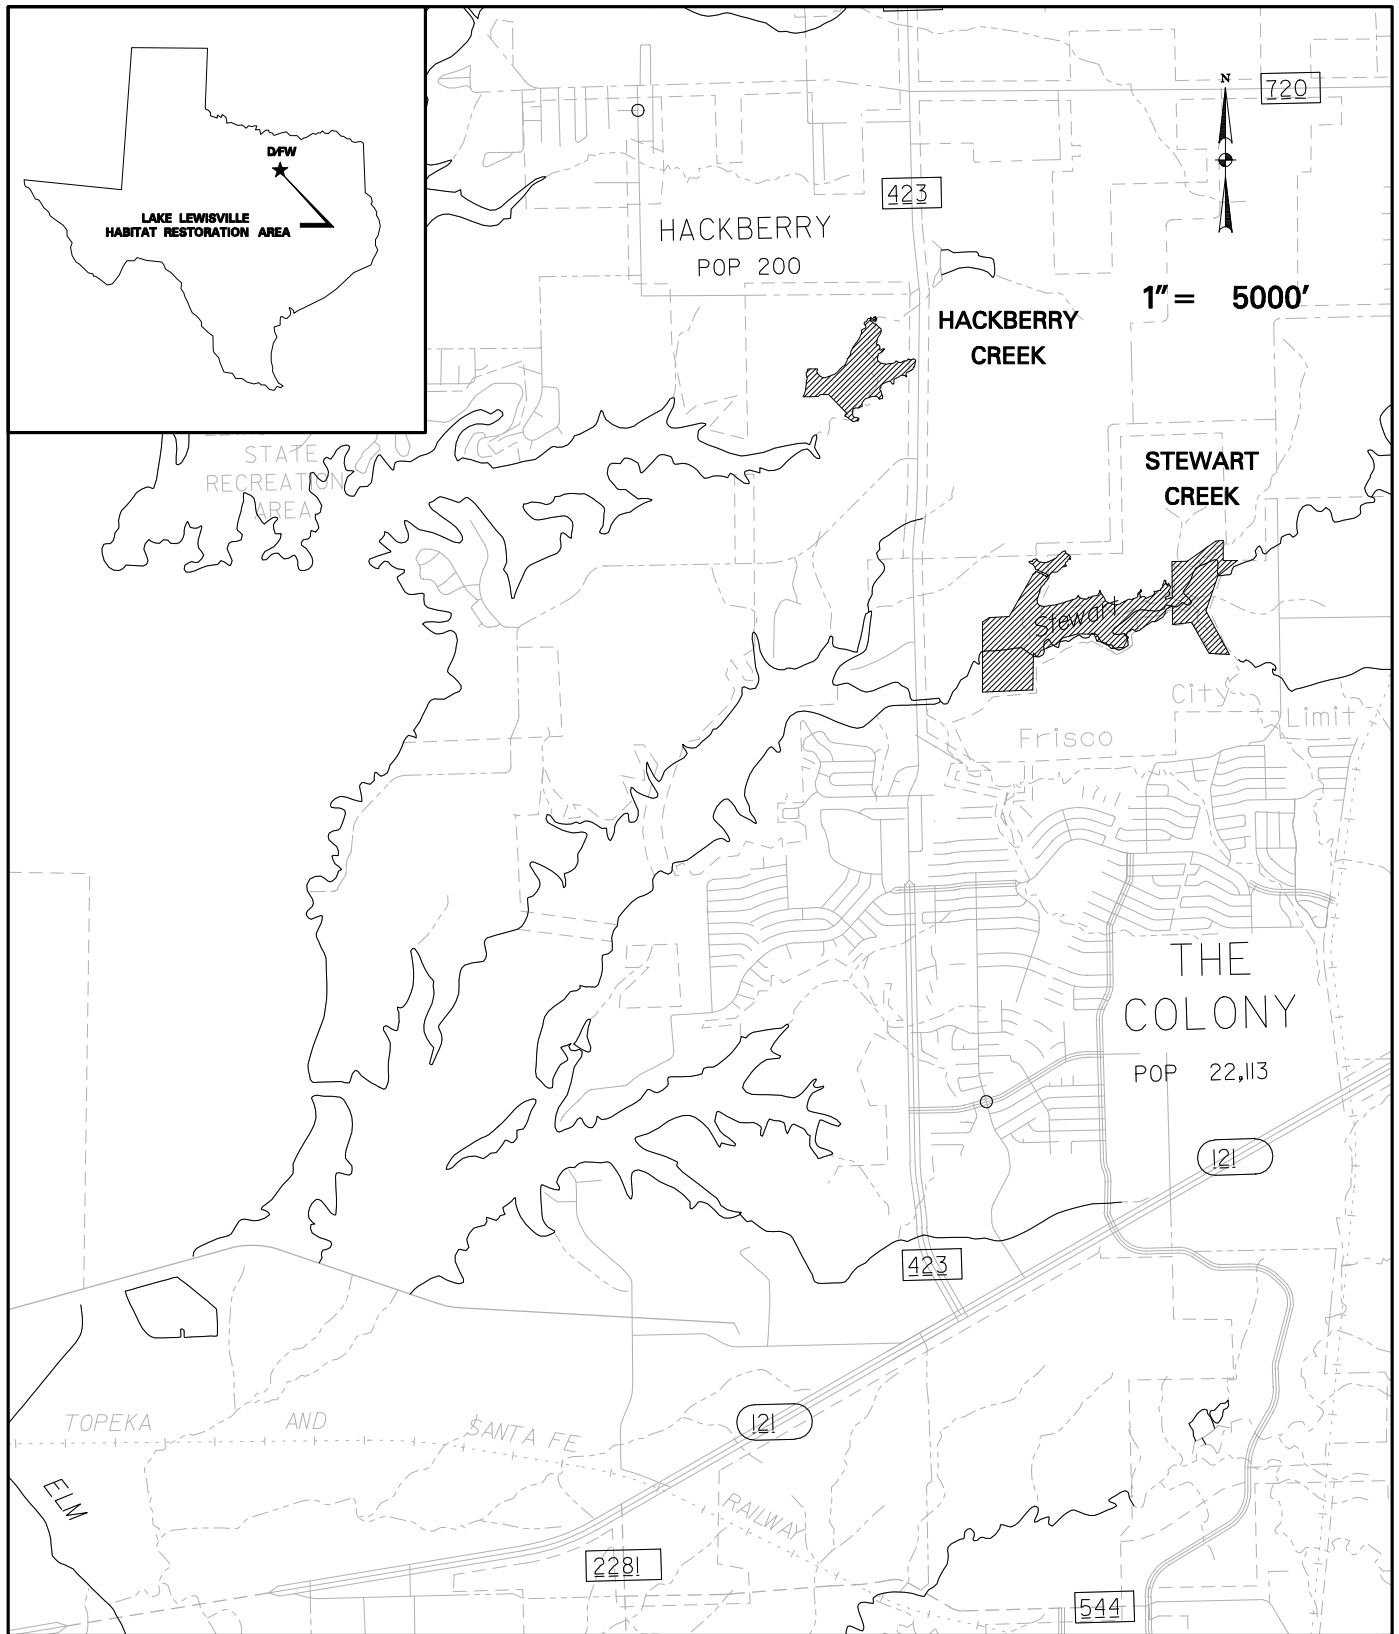 D/FW
LAKE LEWISVILLE
HABITAT RESTORATION AREA
N
720
423
HACKBERRY
POP 200
1" = 5000'
HACKBERRY
CREEK
STATE
RECREATION
AREA
STEWART
CREEK
Stewart
City
Limit
Frisco
THE
COLONY
POP 22,113
121
423
121
TOPEKA AND SANTA FE
RAILWAY
ELM
2281
544